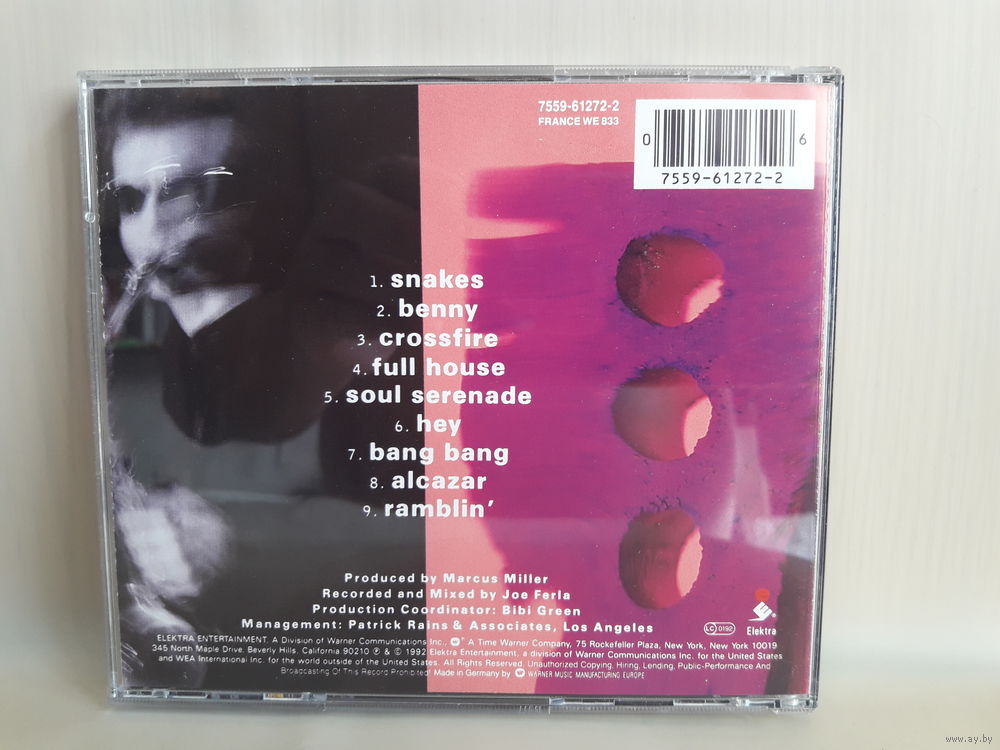 7559-61272-2
FRANCE WE 833
0 6
7559-61272-2
1. snakes
2. benny
3. crossfire
4. full house
5. soul serenade
6. hey
7. bang bang
8. alcazar
9. ramblin'
Produced by Marcus Miller
Recorded and Mixed by Joe Ferla
Production Coordinator: Bibi Green
Management: Patrick Rains & Associates, Los Angeles
LC 0192
Elektra
ELEKTRA ENTERTAINMENT, A Division of Warner Communications Inc., A Time Warner Company, 75 Rockefeller Plaza, New York, New York 10019
345 North Maple Drive, Beverly Hills, California 90210 ℗ & © 1992 Elektra Entertainment, a division of Warner Communications Inc. for the United States
and WEA International Inc. for the world outside of the United States. All Rights Reserved. Unauthorized Copying, Hiring, Lending, Public-Performance And
Broadcasting Of This Record Prohibited! Made in Germany by WARNER MUSIC MANUFACTURING EUROPE
www.ay.by